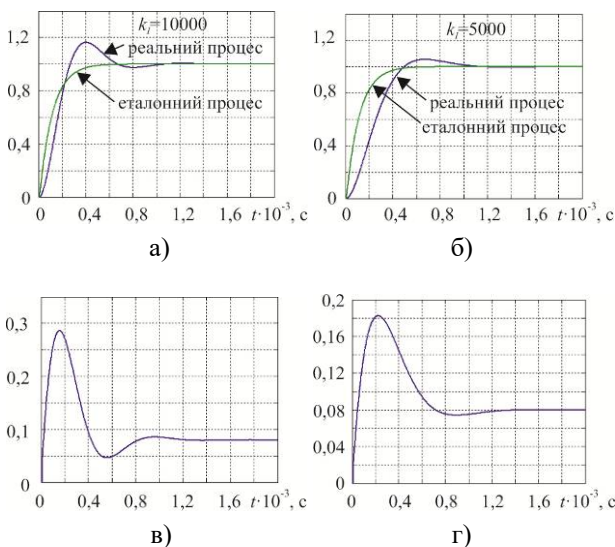 kᵢ=10000
1,2
реальний процес
0,8
еталонний процес
0,4
0
0 0,4 0,8 1,2 1,6 t·10⁻³, с
а)
kᵢ=5000
1,2
0,8
реальний процес
еталонний процес
0,4
0
0 0,4 0,8 1,2 1,6 t·10⁻³, с
б)
0,3
0,3
0,1
0
0 0,4 0,8 1,2 1,6 t·10⁻³, с
в)
0,2
0,16
0,12
0,08
0,04
0
0 0,4 0,8 1,2 1,6 t·10⁻³, с
г)